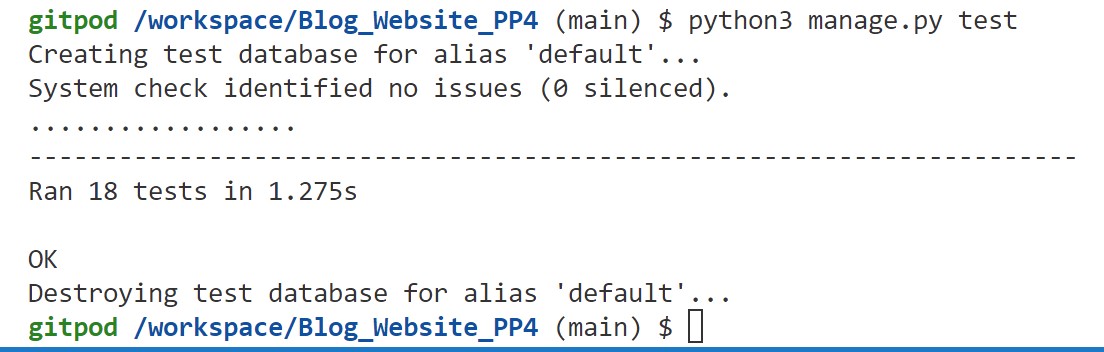 gitpod /workspace/Blog_Website_PP4 (main) $ python3 manage.py test
Creating test database for alias 'default'...
System check identified no issues (0 silenced).
..................
----------------------------------------------------------------------
Ran 18 tests in 1.275s
OK
Destroying test database for alias 'default'...
gitpod /workspace/Blog_Website_PP4 (main) $